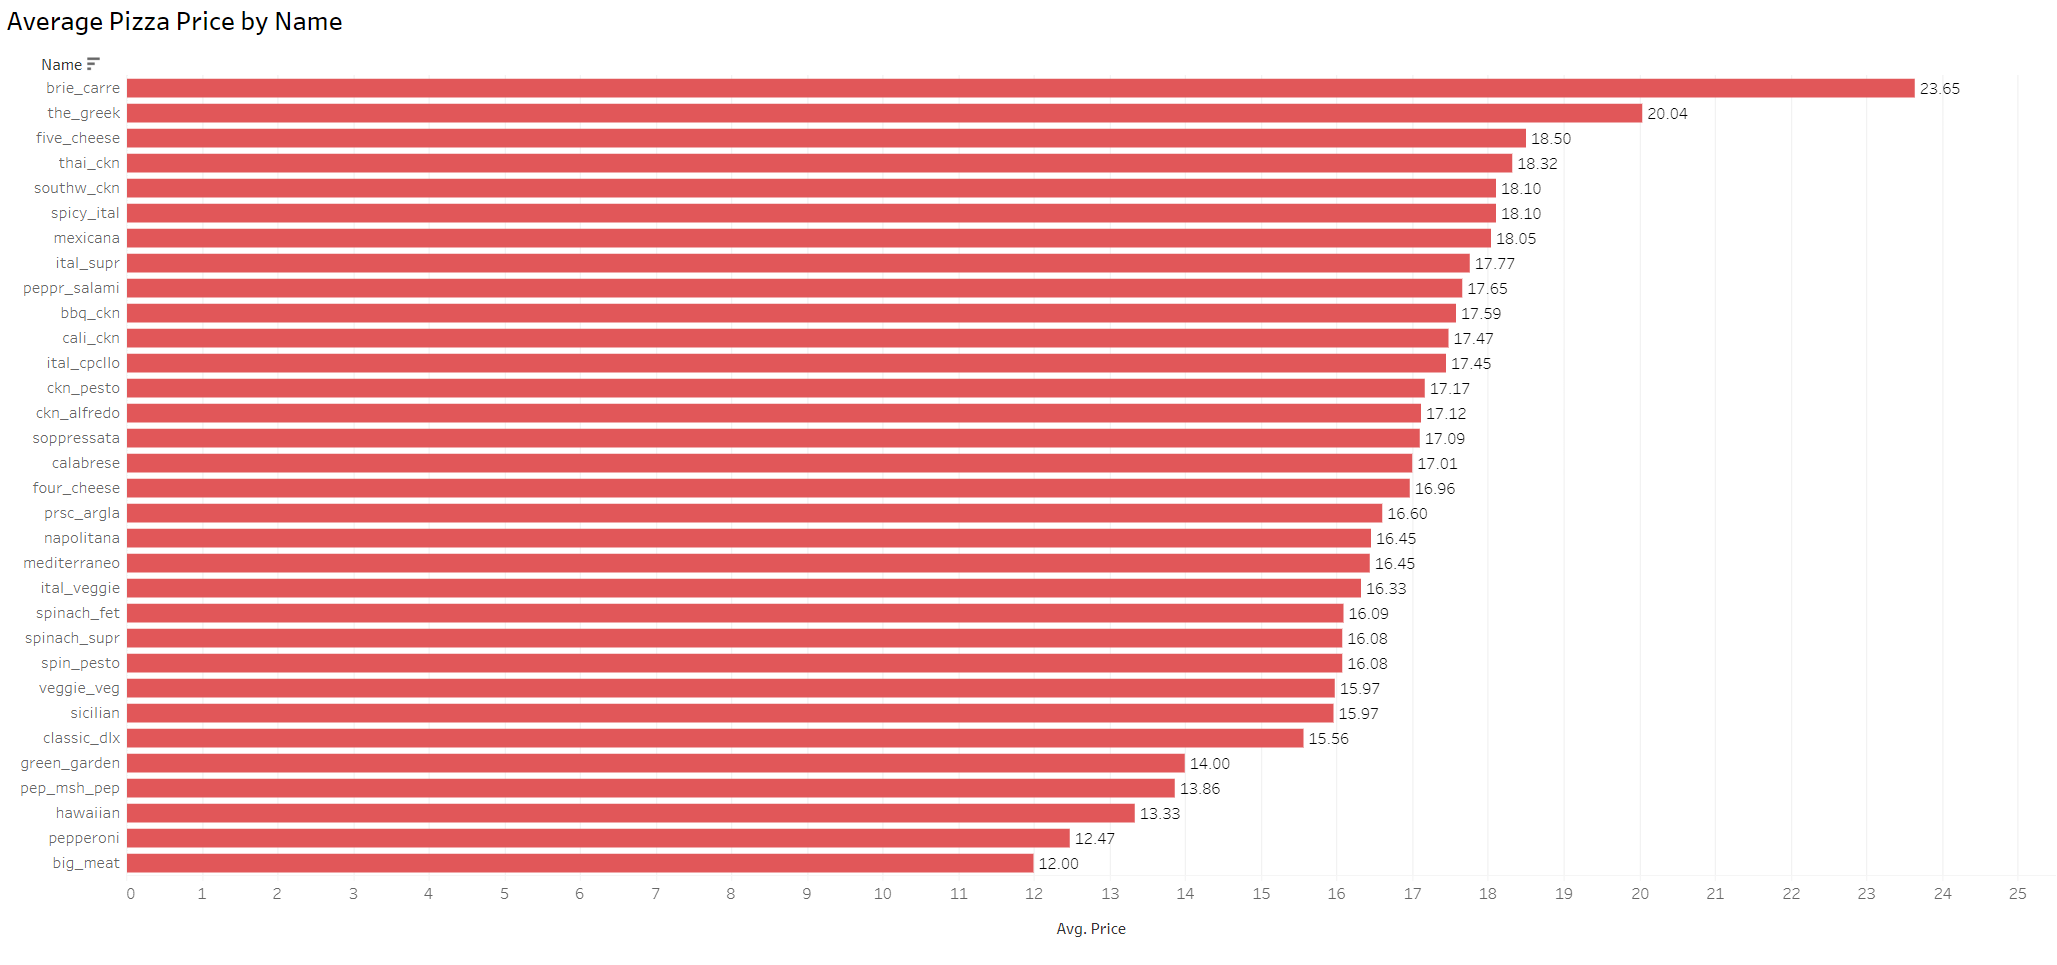 Average Pizza Price by Name
Name
brie_carre 23.65
the_greek 20.04
five_cheese 18.50
thai_ckn 18.32
southw_ckn 18.10
spicy_ital 18.10
mexicana 18.05
ital_supr 17.77
peppr_salami 17.65
bbq_ckn 17.59
cali_ckn 17.47
ital_cpcllo 17.45
ckn_pesto 17.17
ckn_alfredo 17.12
soppressata 17.09
calabrese 17.01
four_cheese 16.96
prsc_argla 16.60
napolitana 16.45
mediterraneo 16.45
ital_veggie 16.33
spinach_fet 16.09
spinach_supr 16.08
spin_pesto 16.08
veggie_veg 15.97
sicilian 15.97
classic_dlx 15.56
green_garden 14.00
pep_msh_pep 13.86
hawaiian 13.33
pepperoni 12.47
big_meat 12.00
0 1 2 3 4 5 6 7 8 9 10 11 12 13 14 15 16 17 18 19 20 21 22 23 24 25
Avg. Price